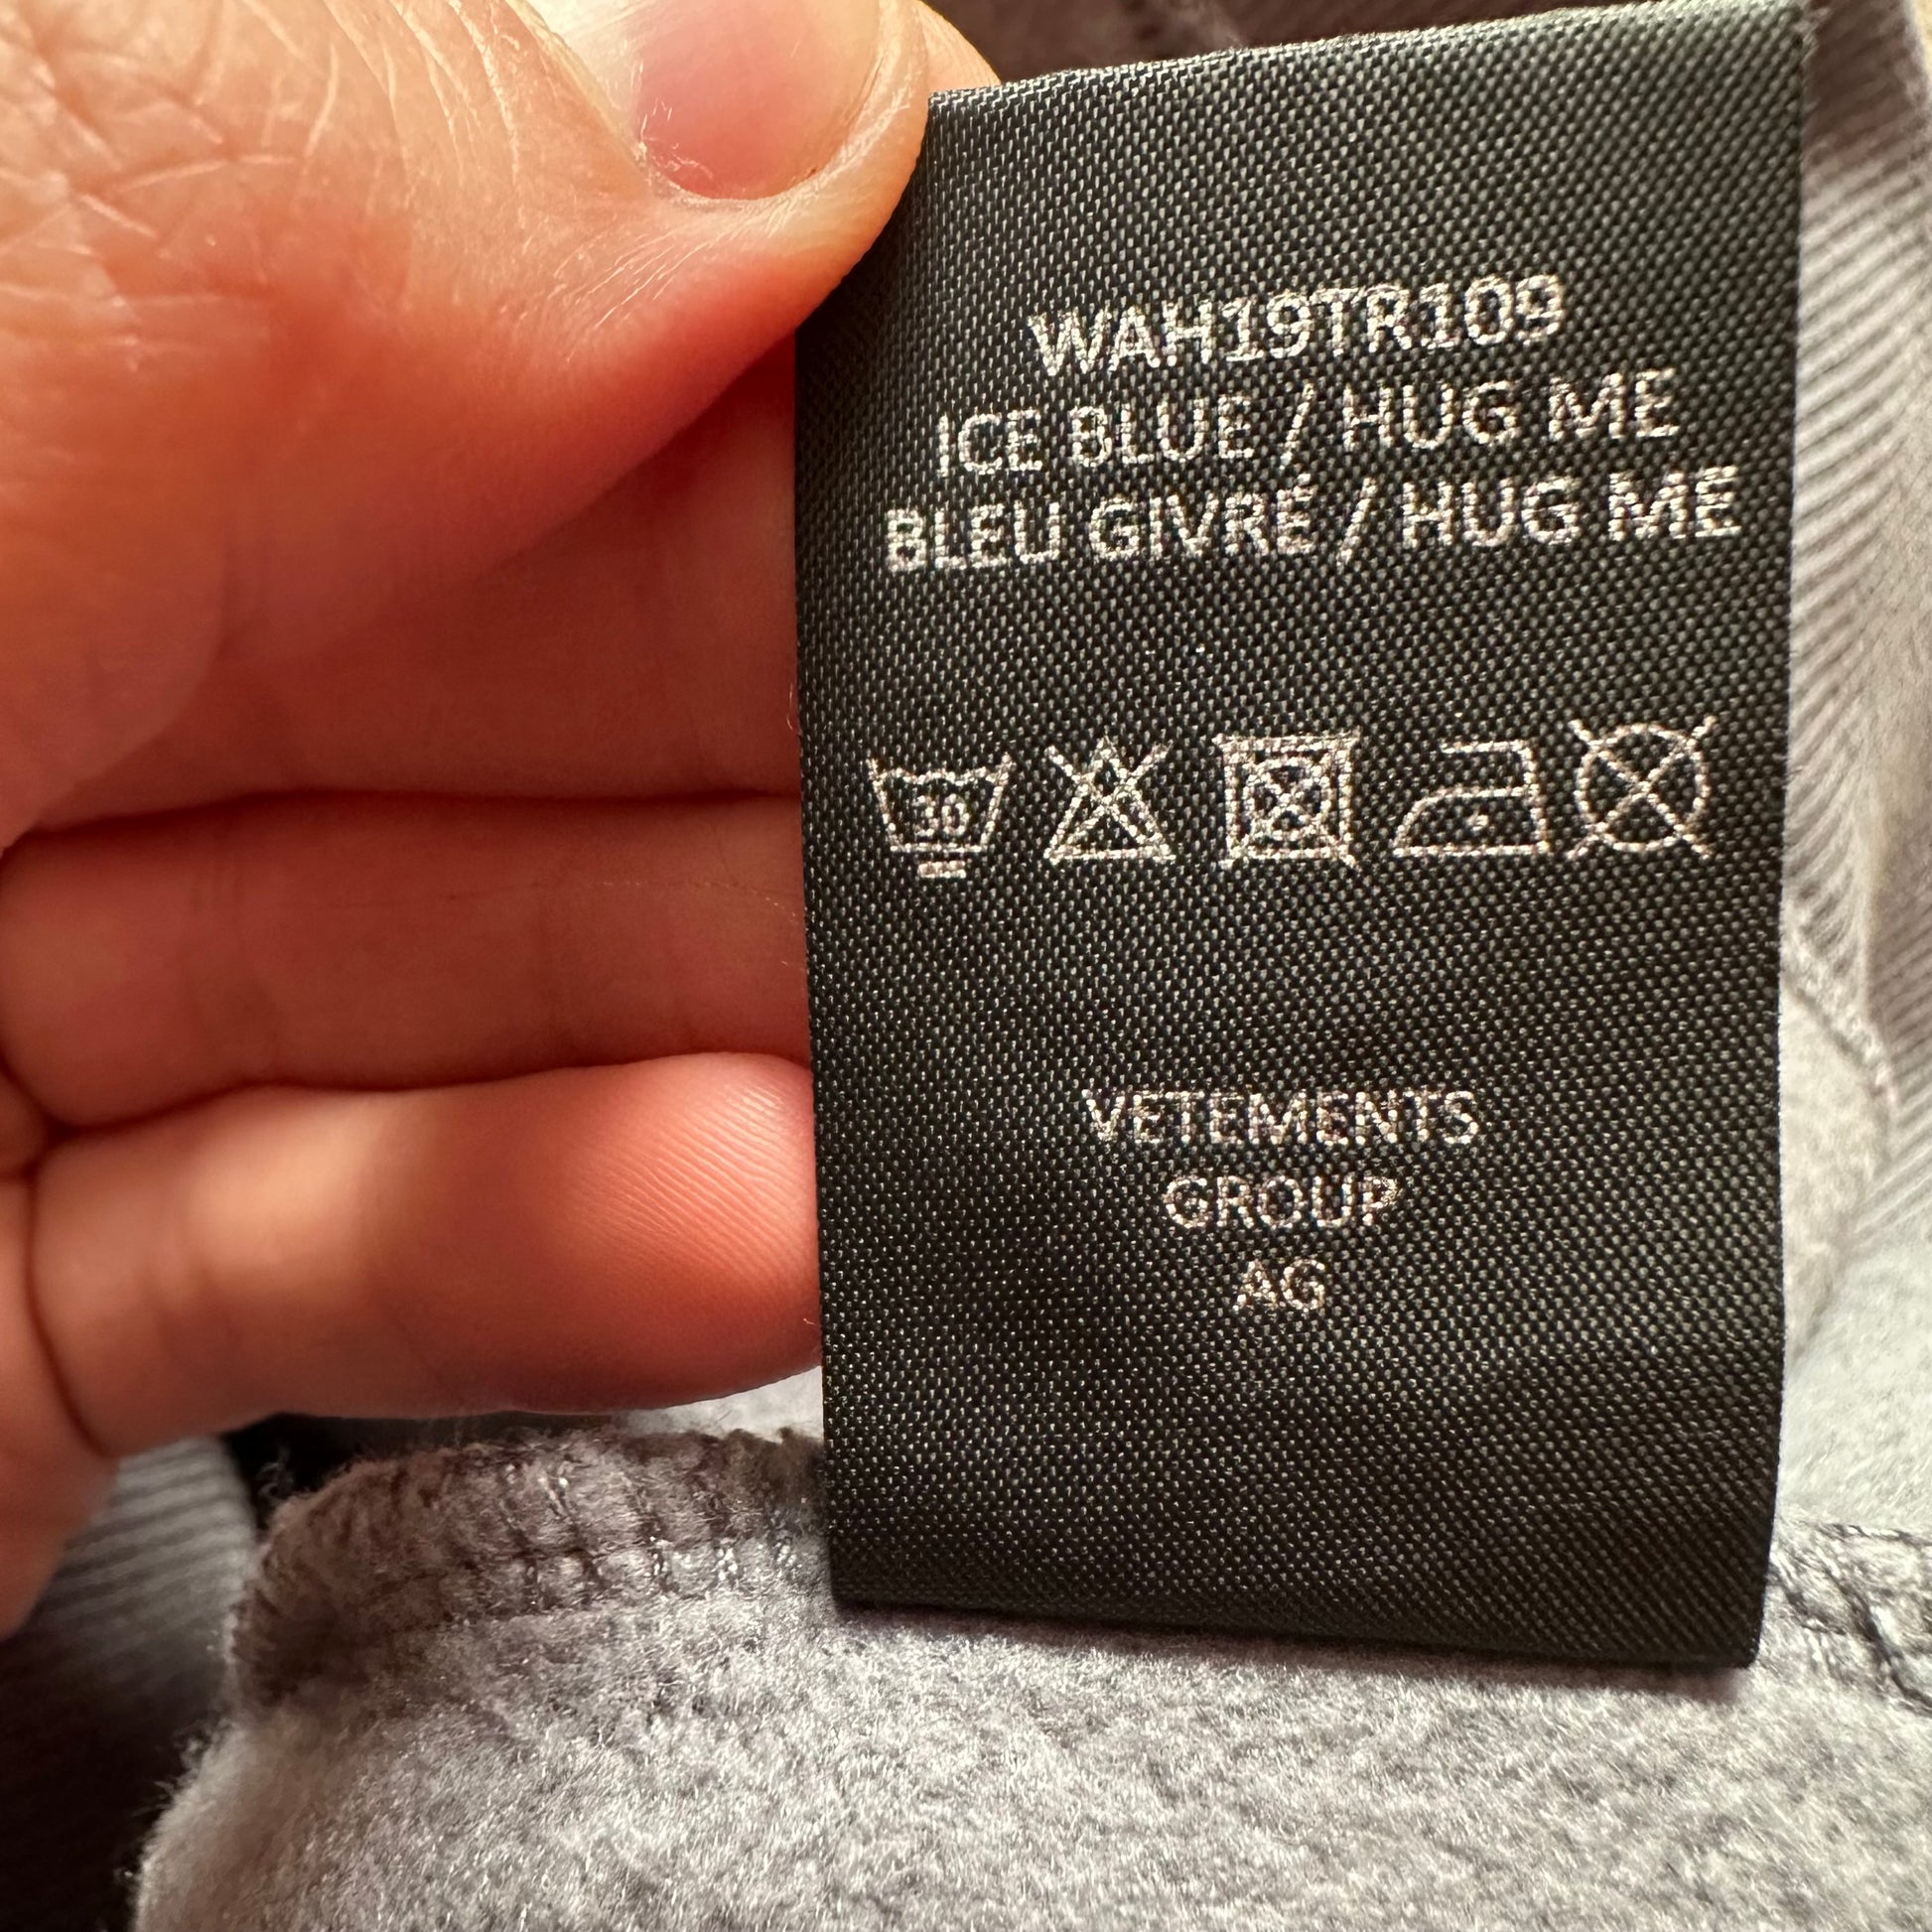 WAH19TR109
ICE BLUE / HUG ME
BLEU GIVRÉ / HUG ME
30
VETEMENTS
GROUP
AG